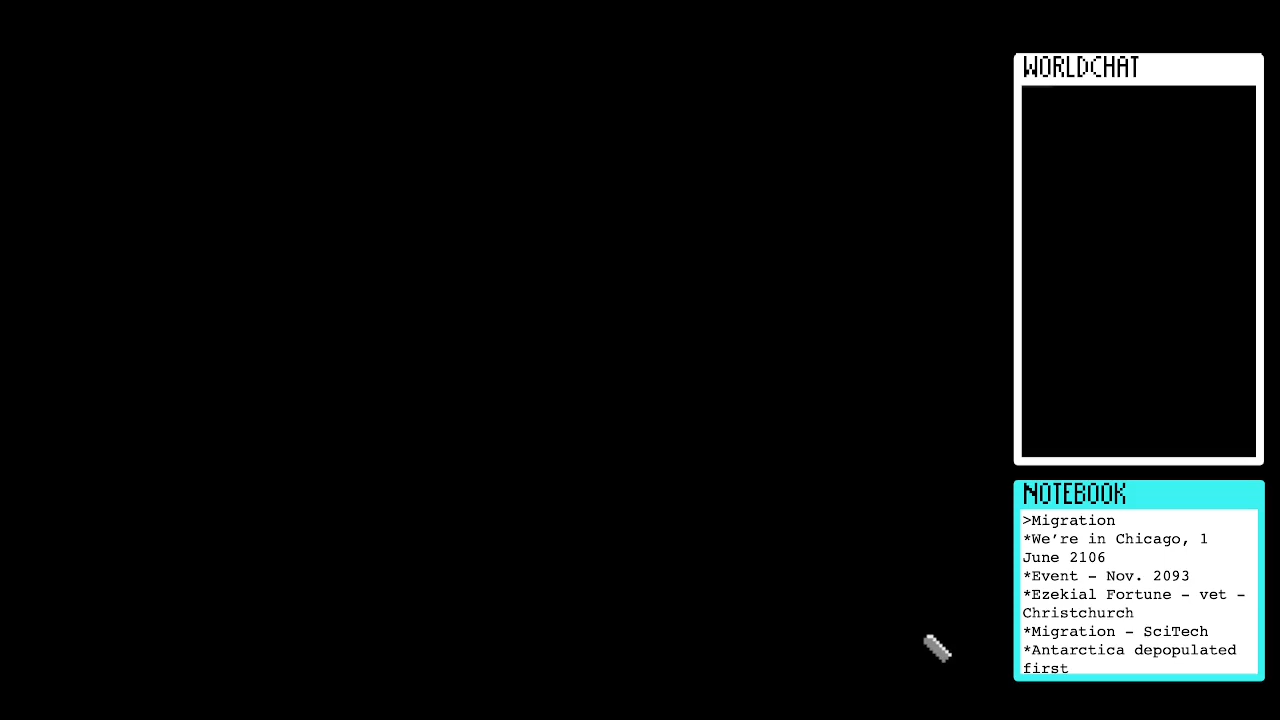 WORLDCHAT
NOTEBOOK
>Migration
*We're in Chicago, 1
June 2106
*Event - Nov. 2093
*Ezekial Fortune - vet -
Christchurch
*Migration - SciTech
*Antarctica depopulated
first